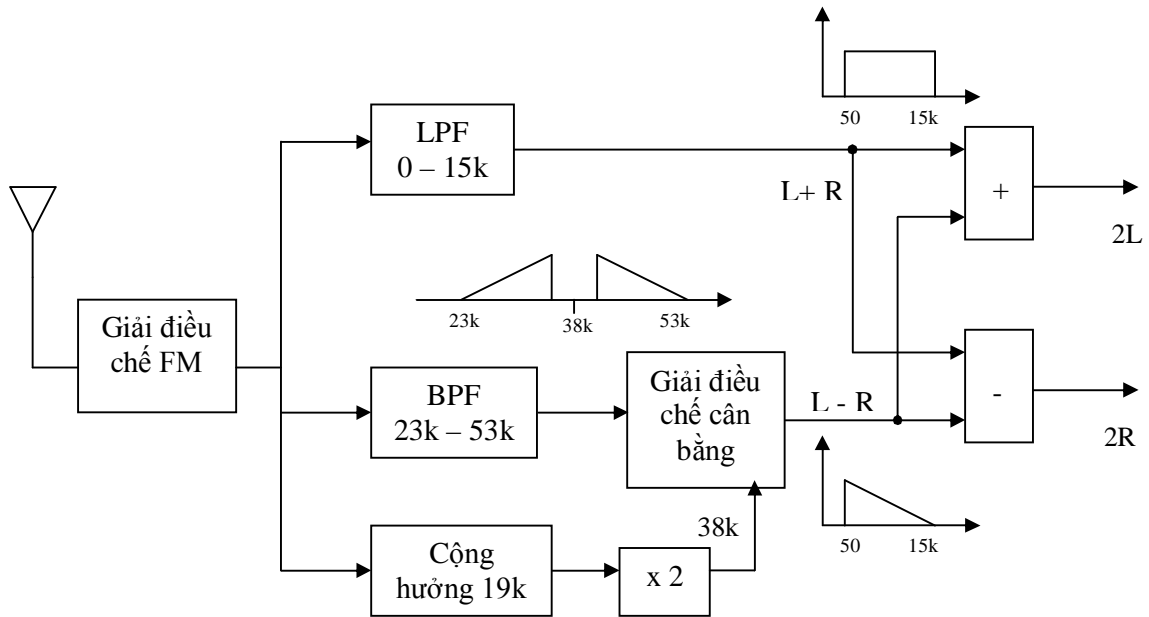 50
15k
LPF
0 – 15k
L+ R
+
2L
23k
38k
53k
Giải điều
chế FM
BPF
23k – 53k
Giải điều
chế cân
bằng
L - R
-
2R
50
15k
38k
Cộng
hưởng 19k
x 2